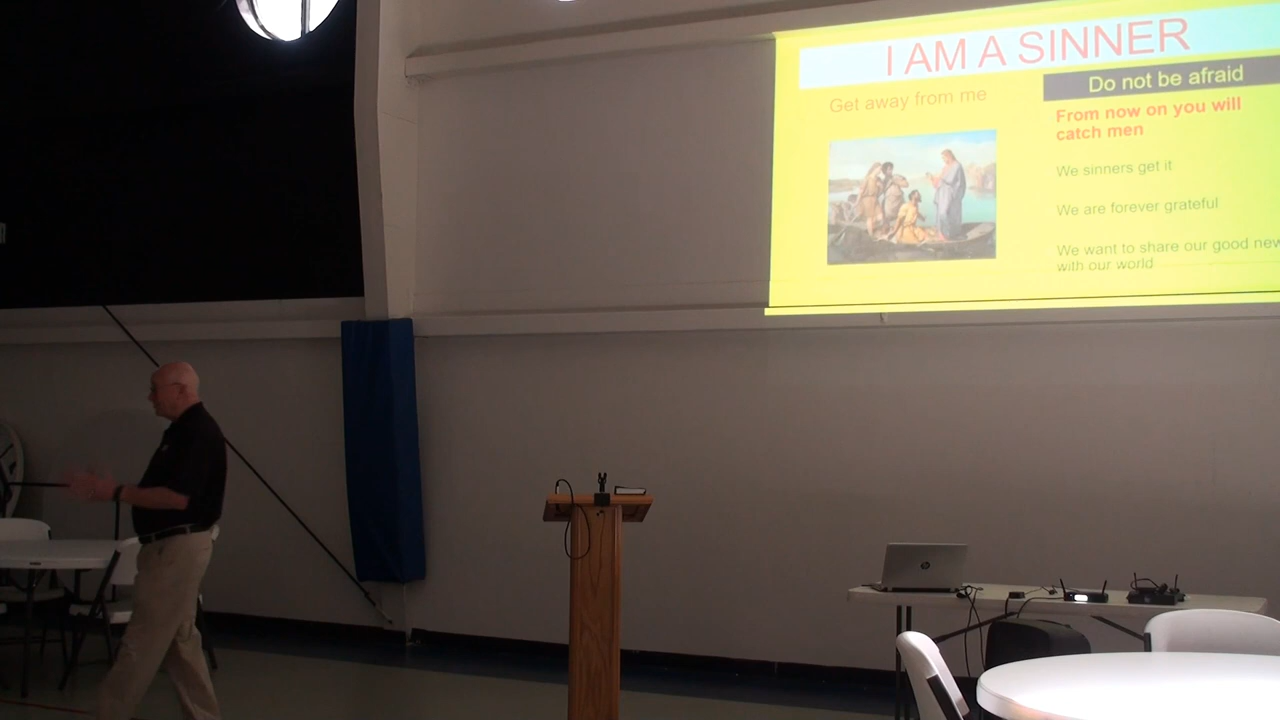 I AM A SINNER
Get away from me
Do not be afraid
From now on you will
catch men
We sinners get it
We are forever grateful
We want to share our good new
with our world
hp